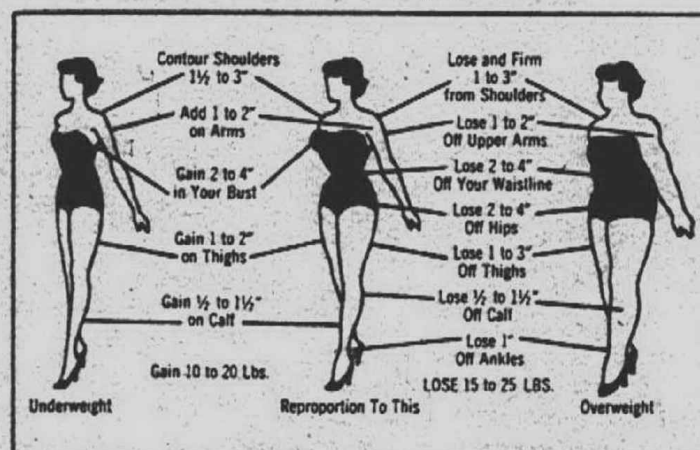 Contour Shoulders
1½ to 3"
Add 1 to 2"
on Arms
Gain 2 to 4"
in Your Bust
Gain 1 to 2"
on Thighs
Gain ½ to 1½"
on Calf
Gain 10 to 20 Lbs.
Underweight
Lose and Firm
1 to 3"
from Shoulders
Lose 1 to 2"
Off Upper Arms
Lose 2 to 4"
Off Your Waistline
Lose 2 to 4"
Off Hips
Lose 1 to 3"
Off Thighs
Lose ½ to 1½"
Off Calf
Lose 1"
Off Ankles
LOSE 15 to 25 LBS.
Reproportion To This
Overweight